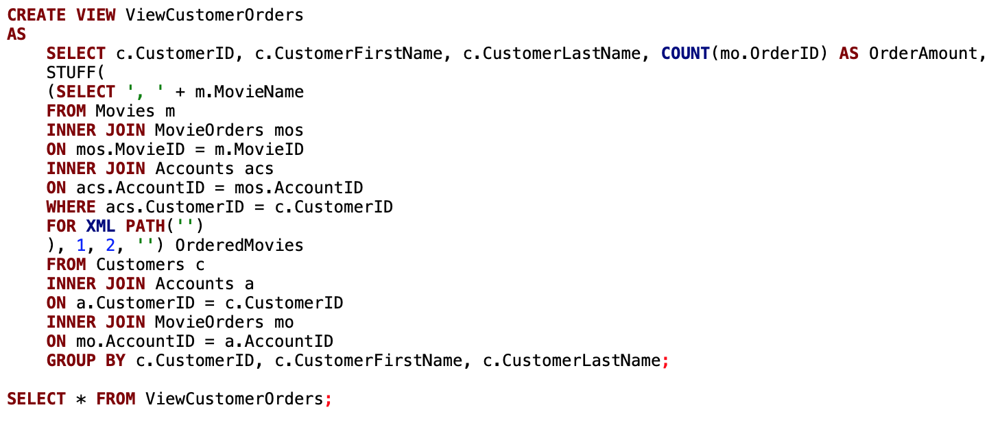 CREATE VIEW ViewCustomerOrders
AS
    SELECT c.CustomerID, c.CustomerFirstName, c.CustomerLastName, COUNT(mo.OrderID) AS OrderAmount,
    STUFF(
    (SELECT ', ' + m.MovieName
    FROM Movies m
    INNER JOIN MovieOrders mos
    ON mos.MovieID = m.MovieID
    INNER JOIN Accounts acs
    ON acs.AccountID = mos.AccountID
    WHERE acs.CustomerID = c.CustomerID
    FOR XML PATH('')
    ), 1, 2, '') OrderedMovies
    FROM Customers c
    INNER JOIN Accounts a
    ON a.CustomerID = c.CustomerID
    INNER JOIN MovieOrders mo
    ON mo.AccountID = a.AccountID
    GROUP BY c.CustomerID, c.CustomerFirstName, c.CustomerLastName;

SELECT * FROM ViewCustomerOrders;